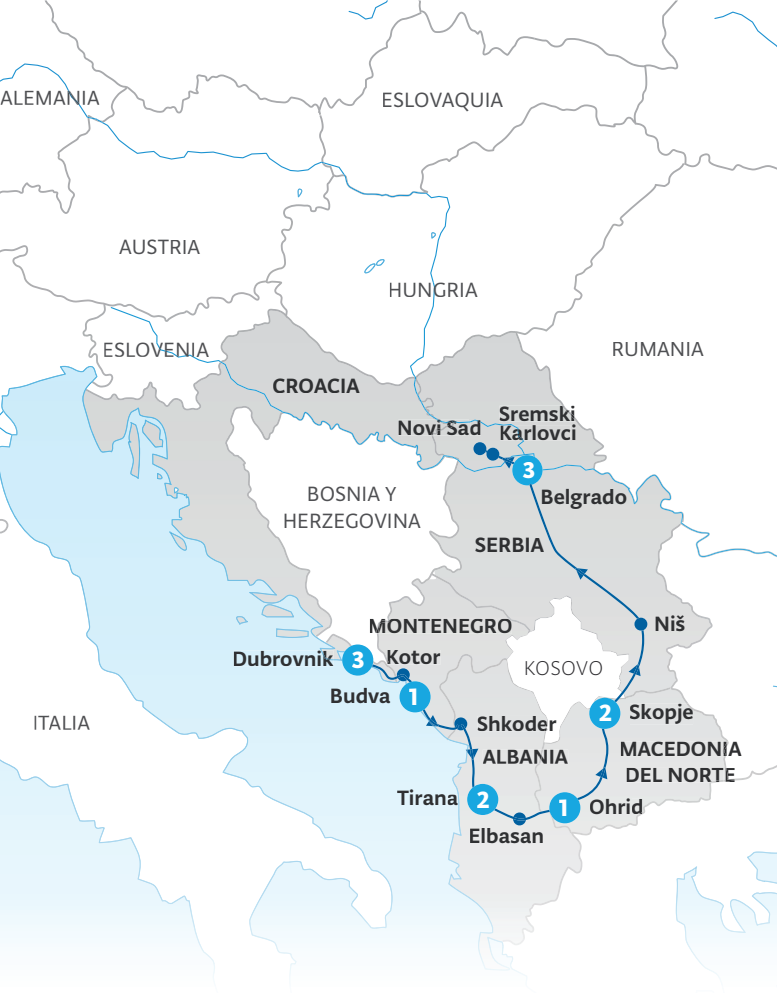 ALEMANIA
ESLOVAQUIA
AUSTRIA
HUNGRIA
ESLOVENIA
RUMANIA
CROACIA
Sremski
Karlovci
Novi Sad
3
Belgrado
BOSNIA Y
HERZEGOVINA
SERBIA
MONTENEGRO
Niš
Dubrovnik
3
Kotor
KOSOVO
Budva
1
2
Skopje
ITALIA
Shkoder
ALBANIA
MACEDONIA
DEL NORTE
Tirana
2
1
Ohrid
Elbasan